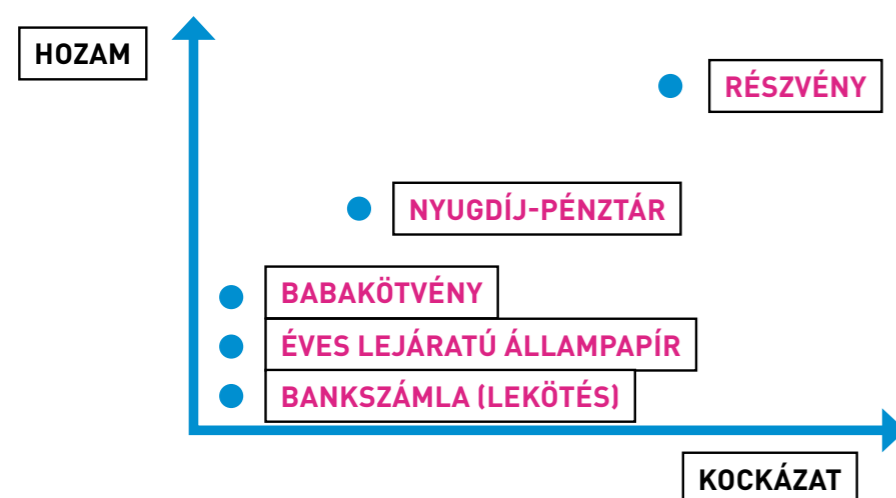 HOZAM
RÉSZVÉNY
NYUGDÍJ-PÉNZTÁR
BABAKÖTVÉNY
ÉVES LEJÁRATÚ ÁLLAMPAPÍR
BANKSZÁMLA (LEKÖTÉS)
KOCKÁZAT